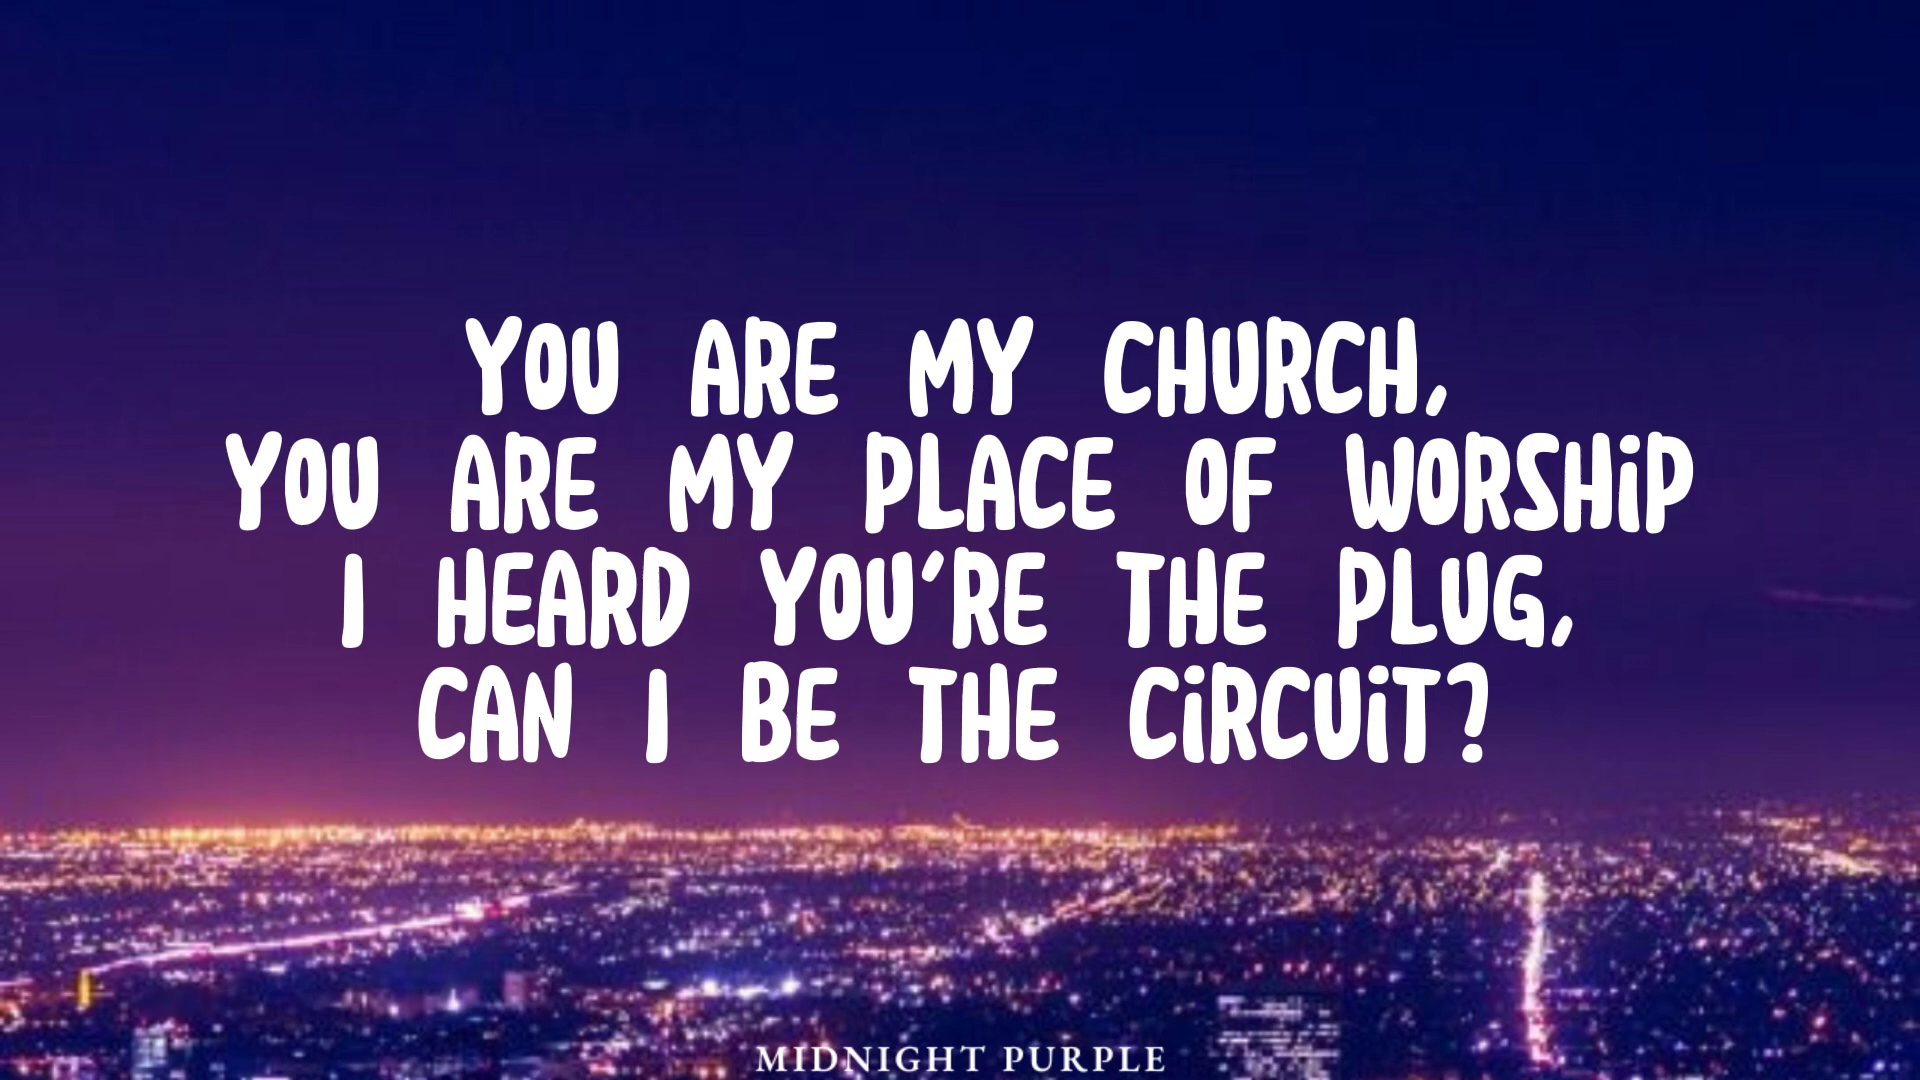 YOU ARE MY CHURCH,
YOU ARE MY PLACE OF WORSHiP
I HEARD YOU'RE THE PLUG,
CAN I BE THE CiRCUiT?
MIDNIGHT PURPLE